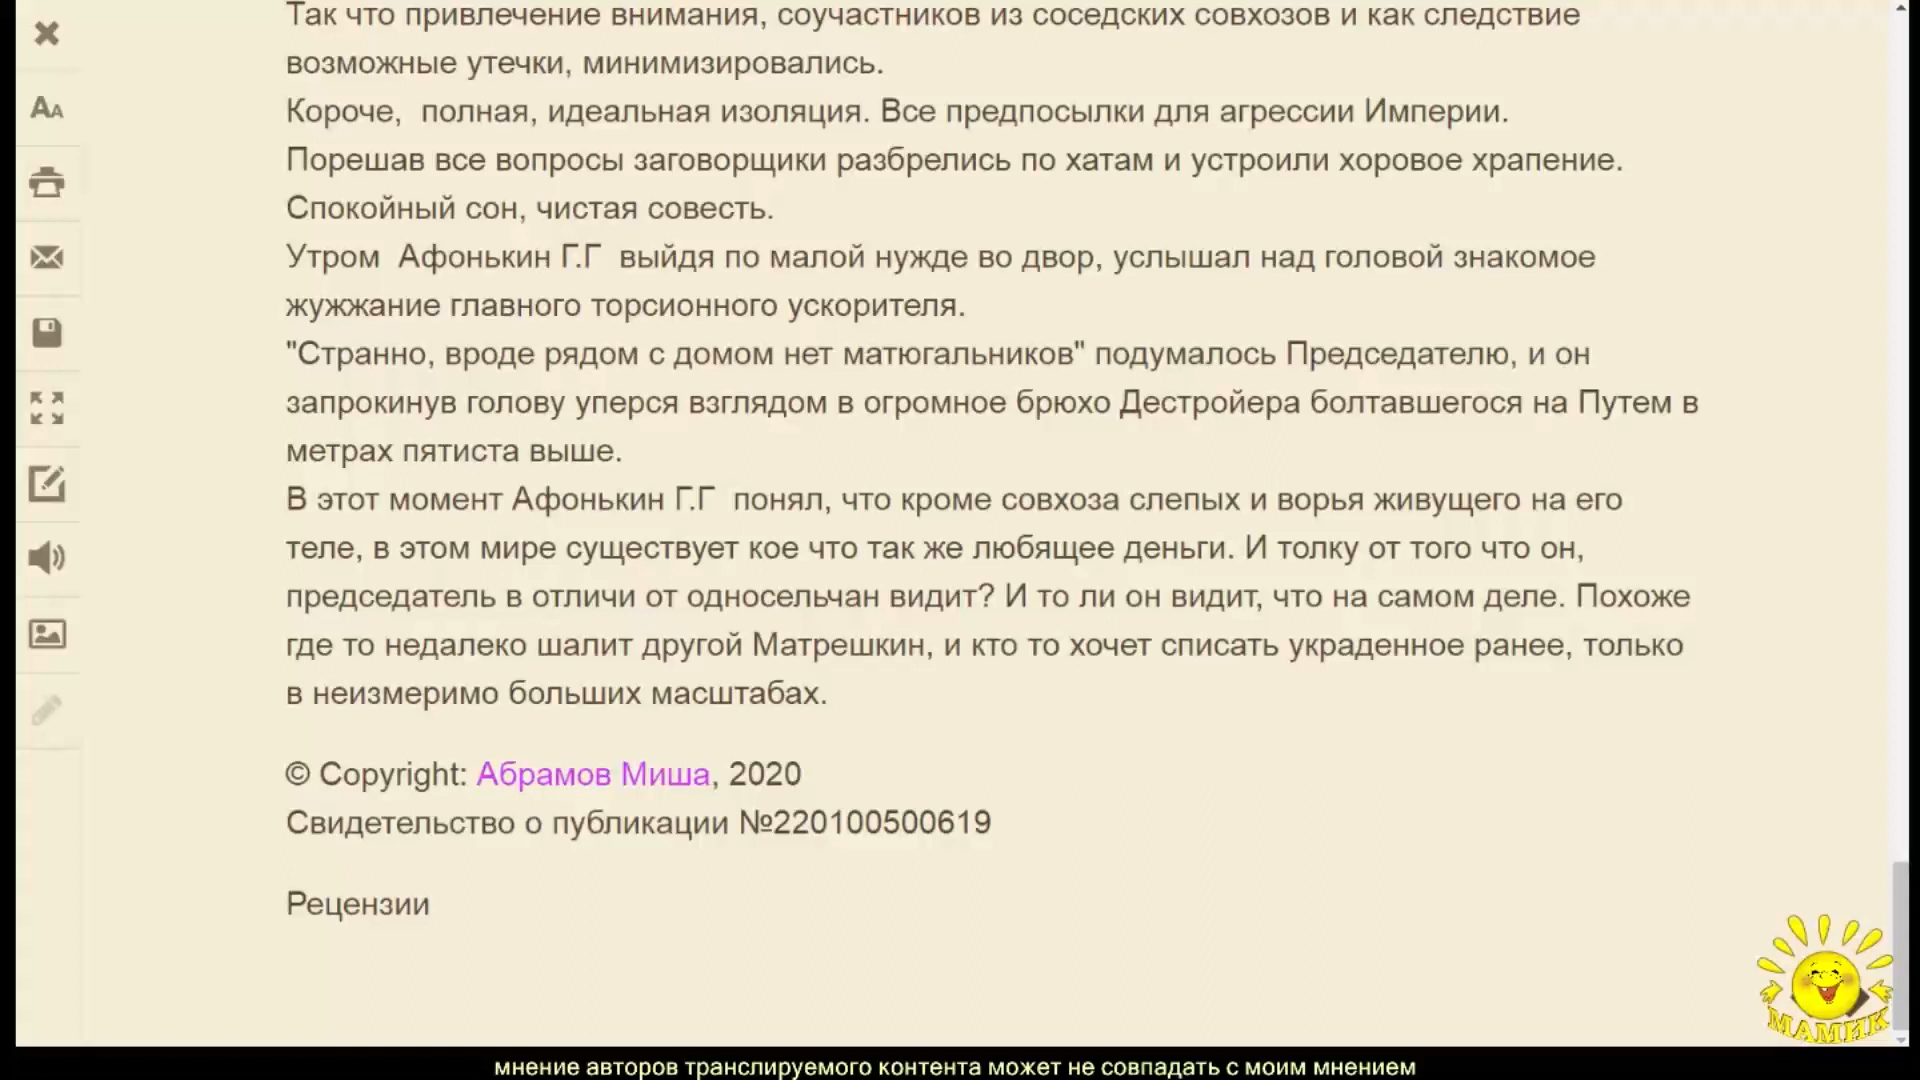 Так что привлечение внимания, соучастников из соседских совхозов и как следствие
возможные утечки, минимизировались.
Короче,  полная, идеальная изоляция. Все предпосылки для агрессии Империи.
Порешав все вопросы заговорщики разбрелись по хатам и устроили хоровое храпение.
Спокойный сон, чистая совесть.
Утром  Афонькин Г.Г  выйдя по малой нужде во двор, услышал над головой знакомое
жужжание главного торсионного ускорителя.
"Странно, вроде рядом с домом нет матюгальников" подумалось Председателю, и он
запрокинув голову уперся взглядом в огромное брюхо Дестройера болтавшегося на Путем в
метрах пятиста выше.
В этот момент Афонькин Г.Г  понял, что кроме совхоза слепых и ворья живущего на его
теле, в этом мире существует кое что так же любящее деньги. И толку от того что он,
председатель в отличи от односельчан видит? И то ли он видит, что на самом деле. Похоже
где то недалеко шалит другой Матрешкин, и кто то хочет списать украденное ранее, только
в неизмеримо больших масштабах.
© Copyright: Абрамов Миша, 2020
Свидетельство о публикации №220100500619
Рецензии
МАМИК
мнение авторов транслируемого контента может не совпадать с моим мнением